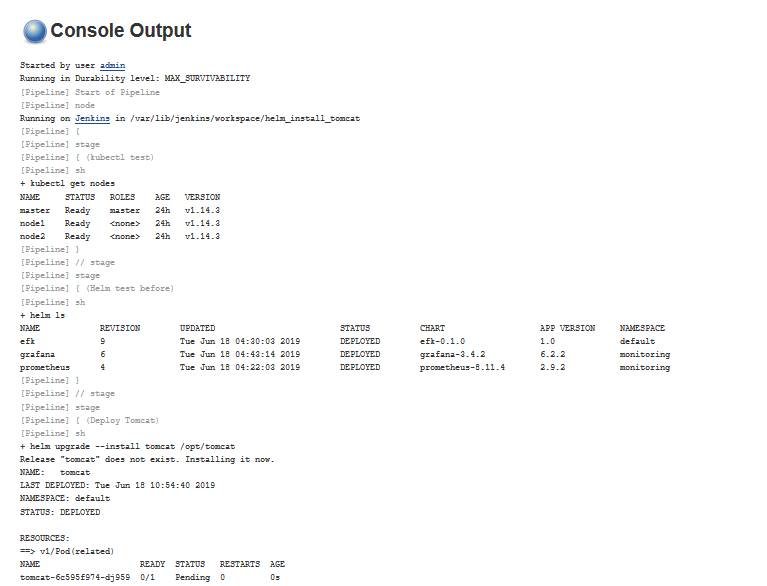 Console Output
Started by user admin
Running in Durability level: MAX_SURVIVABILITY
[Pipeline] Start of Pipeline
[Pipeline] node
Running on Jenkins in /var/lib/jenkins/workspace/helm_install_tomcat
[Pipeline] {
[Pipeline] stage
[Pipeline] { (kubectl test)
[Pipeline] sh
+ kubectl get nodes
NAME     STATUS   ROLES    AGE   VERSION
master   Ready    master   24h   v1.14.3
node1    Ready    <none>   24h   v1.14.3
node2    Ready    <none>   24h   v1.14.3
[Pipeline] }
[Pipeline] // stage
[Pipeline] stage
[Pipeline] { (Helm test before)
[Pipeline] sh
+ helm ls
NAME            REVISION        UPDATED                         STATUS          CHART                   APP VERSION     NAMESPACE
efk             9               Tue Jun 18 04:30:03 2019        DEPLOYED        efk-0.1.0               1.0             default
grafana         6               Tue Jun 18 04:43:14 2019        DEPLOYED        grafana-3.4.2           6.2.2           monitoring
prometheus      4               Tue Jun 18 04:22:03 2019        DEPLOYED        prometheus-8.11.4       2.9.2           monitoring
[Pipeline] }
[Pipeline] // stage
[Pipeline] stage
[Pipeline] { (Deploy Tomcat)
[Pipeline] sh
+ helm upgrade --install tomcat /opt/tomcat
Release "tomcat" does not exist. Installing it now.
NAME:   tomcat
LAST DEPLOYED: Tue Jun 18 10:54:40 2019
NAMESPACE: default
STATUS: DEPLOYED
RESOURCES:
==> v1/Pod(related)
NAME                    READY  STATUS   RESTARTS  AGE
tomcat-6c595f974-dj959  0/1    Pending  0         0s